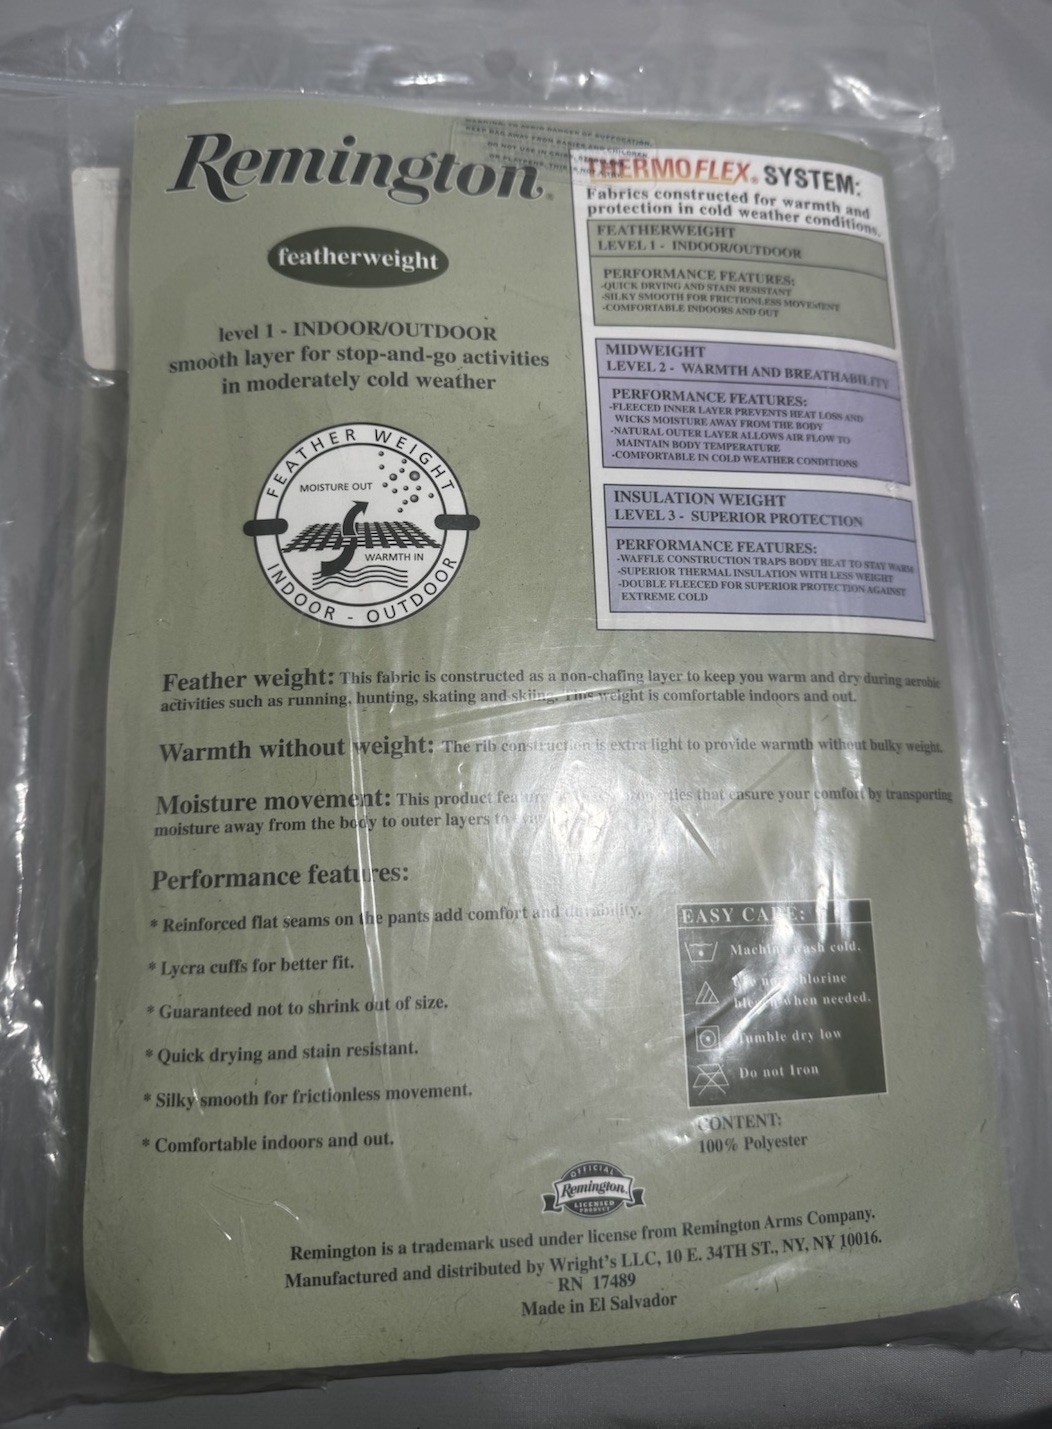 Remington®
featherweight
level 1 - INDOOR/OUTDOOR
smooth layer for stop-and-go activities
in moderately cold weather
FEATHER WEIGHT
MOISTURE OUT
WARMTH IN
INDOOR - OUTDOOR
THERMOFLEX® SYSTEM:
Fabrics constructed for warmth and
protection in cold weather conditions.
FEATHERWEIGHT
LEVEL 1 - INDOOR/OUTDOOR
PERFORMANCE FEATURES:
-QUICK DRYING AND STAIN RESISTANT
-SILKY SMOOTH FOR FRICTIONLESS MOVEMENT
-COMFORTABLE INDOORS AND OUT
MIDWEIGHT
LEVEL 2 - WARMTH AND BREATHABILITY
PERFORMANCE FEATURES:
-FLEECED INNER LAYER PREVENTS HEAT LOSS AND
WICKS MOISTURE AWAY FROM THE BODY
-NATURAL OUTER LAYER ALLOWS AIR FLOW TO
MAINTAIN BODY TEMPERATURE
-COMFORTABLE IN COLD WEATHER CONDITIONS
INSULATION WEIGHT
LEVEL 3 - SUPERIOR PROTECTION
PERFORMANCE FEATURES:
-WAFFLE CONSTRUCTION TRAPS BODY HEAT TO STAY WARM
-SUPERIOR THERMAL INSULATION WITH LESS WEIGHT
-DOUBLE FLEECED FOR SUPERIOR PROTECTION AGAINST
EXTREME COLD
Feather weight: This fabric is constructed as a non-chafing layer to keep you warm and dry during aerobic
activities such as running, hunting, skating and skiing. This weight is comfortable indoors and out.
Warmth without weight: The rib construction is extra light to provide warmth without bulky weight.
Moisture movement: This product that ensure your comfort by transporting
moisture away from the body to outer layers to
Performance features:
* Reinforced flat seams on the pants add comfort and durability.
* Lycra cuffs for better fit.
* Guaranteed not to shrink out of size.
* Quick drying and stain resistant.
* Silky smooth for frictionless movement.
* Comfortable indoors and out.
EASY CARE:
Machine wash cold.
chlorine
bleach when needed.
Tumble dry low
Do not Iron
CONTENT:
100% Polyester
OFFICIAL
Remington
LICENSED
PRODUCT
Remington is a trademark used under license from Remington Arms Company.
Manufactured and distributed by Wright's LLC, 10 E. 34TH ST., NY, NY 10016.
RN 17489
Made in El Salvador